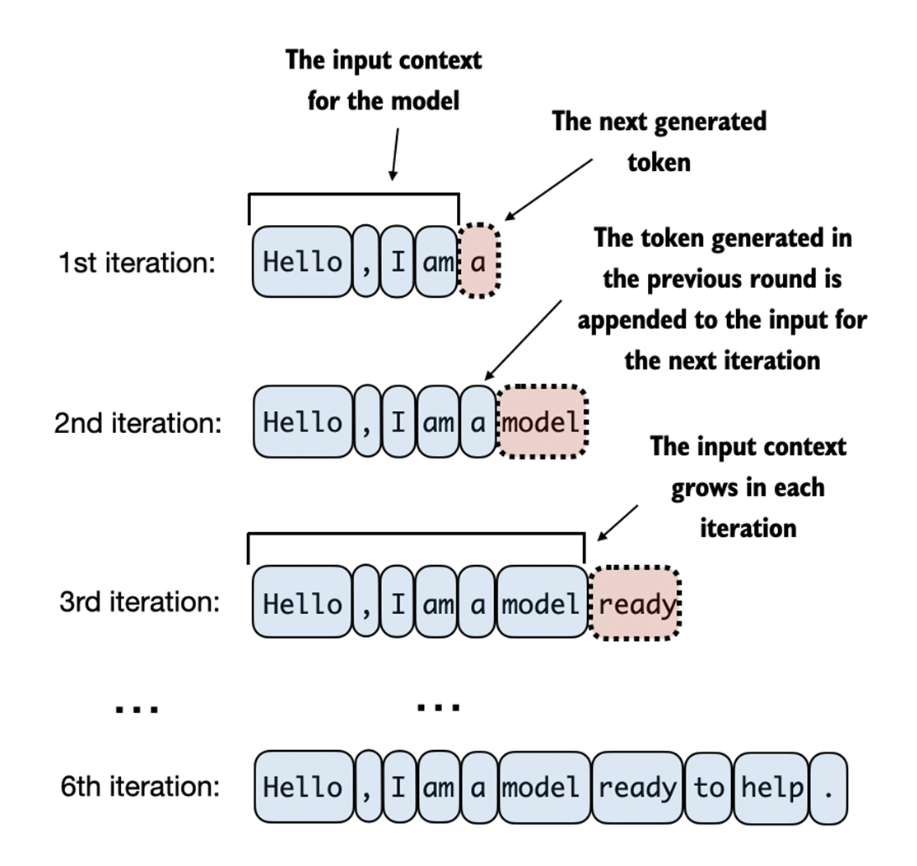 The input context
for the model
The next generated
token
1st iteration: Hello , I am a
The token generated in
the previous round is
appended to the input for
the next iteration
2nd iteration: Hello , I am a model
The input context
grows in each
iteration
3rd iteration: Hello , I am a model ready
... ...
6th iteration: Hello , I am a model ready to help .